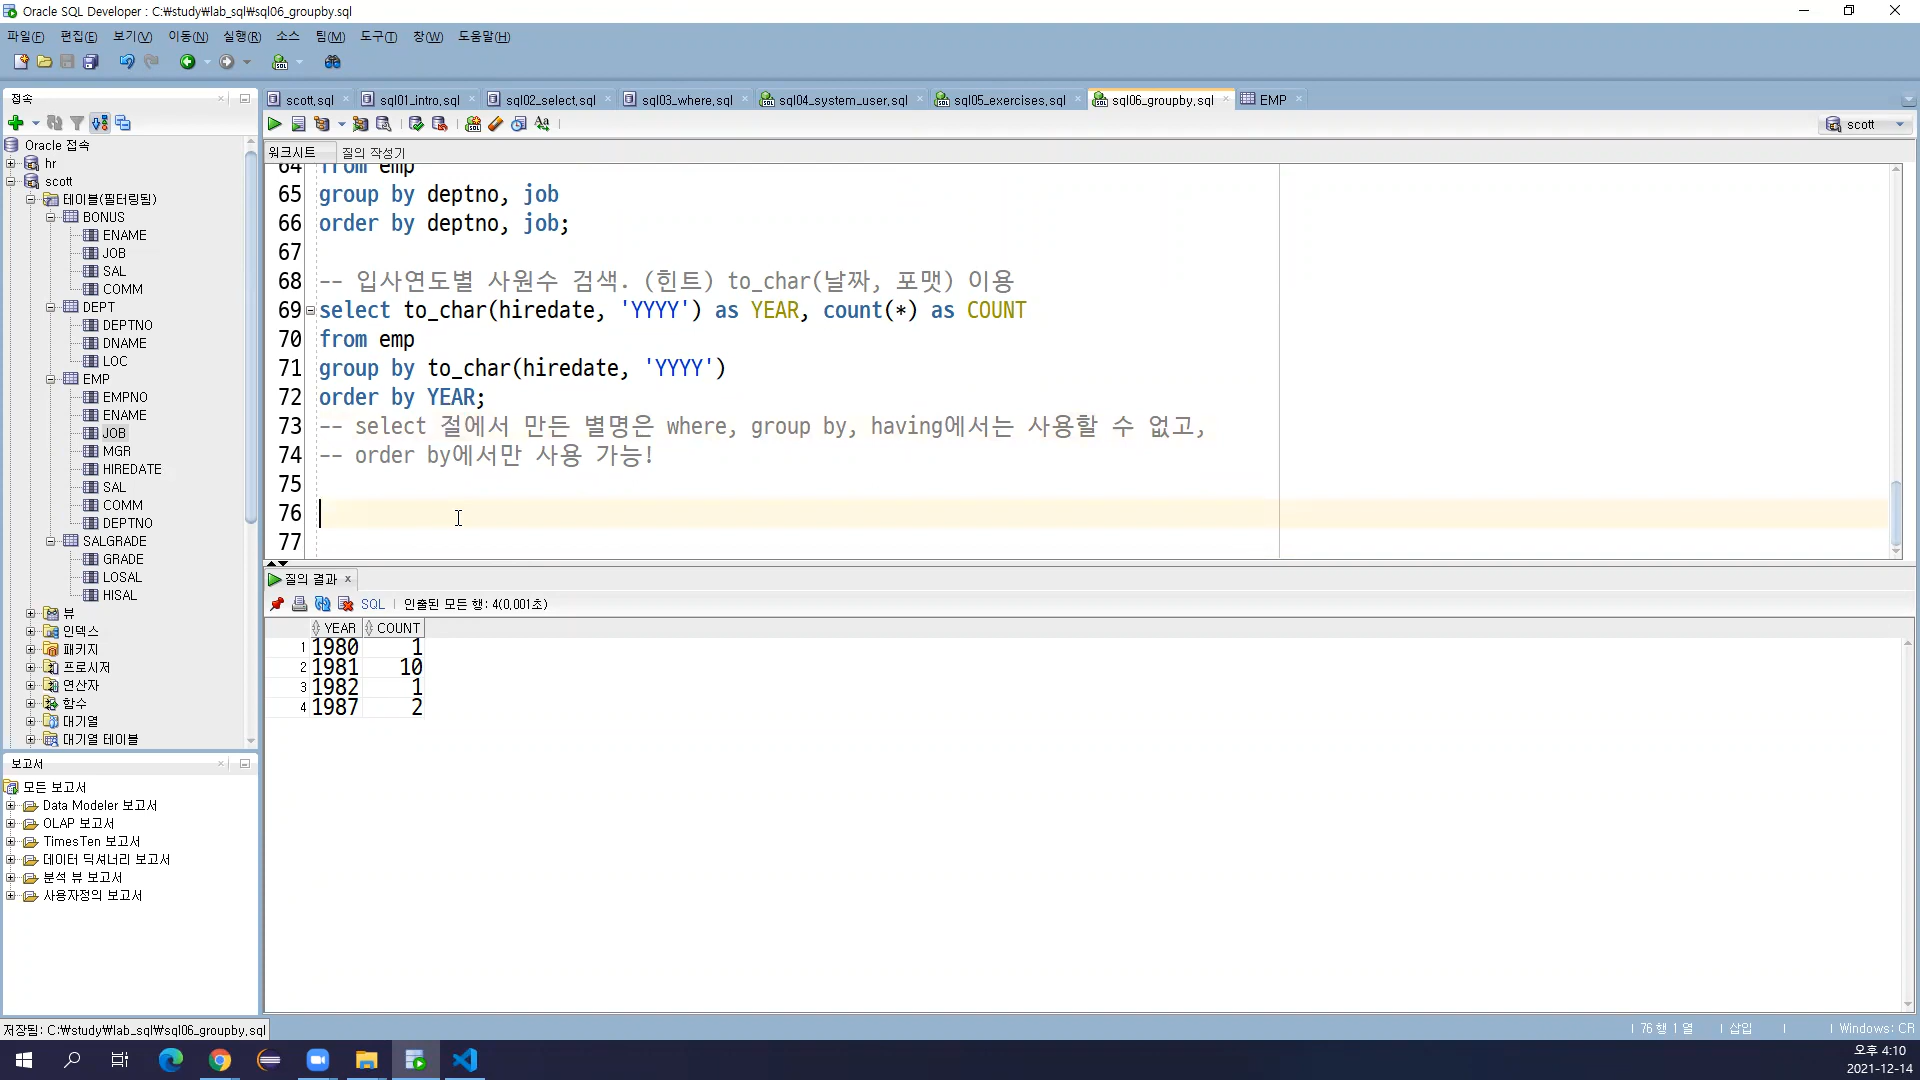 Oracle SQL Developer : C:₩study₩lab_sql₩sql06_groupby.sql
파일(F) 편집(E) 보기(V) 이동(N) 실행(R) 소스 팀(M) 도구(T) 창(W) 도움말(H)
접속
scott.sql sql01_intro.sql sql02_select.sql sql03_where.sql sql04_system_user.sql sql05_exercises.sql sql06_groupby.sql EMP
scott
워크시트 질의 작성기
Oracle 접속
hr
scott
테이블(필터링됨)
BONUS
ENAME
JOB
SAL
COMM
DEPT
DEPTNO
DNAME
LOC
EMP
EMPNO
ENAME
JOB
MGR
HIREDATE
SAL
COMM
DEPTNO
SALGRADE
GRADE
LOSAL
HISAL
뷰
인덱스
패키지
프로시저
연산자
함수
대기열
대기열 테이블
64 from emp
65 group by deptno, job
66 order by deptno, job;
67
68 -- 입사연도별 사원수 검색. (힌트) to_char(날짜, 포맷) 이용
69 select to_char(hiredate, 'YYYY') as YEAR, count(*) as COUNT
70 from emp
71 group by to_char(hiredate, 'YYYY')
72 order by YEAR;
73 -- select 절에서 만든 별명은 where, group by, having에서는 사용할 수 없고,
74 -- order by에서만 사용 가능!
75
76
77
질의 결과
SQL 인출된 모든 행: 4(0,001초)
YEAR COUNT
1 1980 1
2 1981 10
3 1982 1
4 1987 2
보고서
모든 보고서
Data Modeler 보고서
OLAP 보고서
TimesTen 보고서
데이터 딕셔너리 보고서
분석 뷰 보고서
사용자정의 보고서
저장됨: C:₩study₩lab_sql₩sql06_groupby.sql
76 행 1 열 삽입 Windows: CR
오후 4:10
2021-12-14